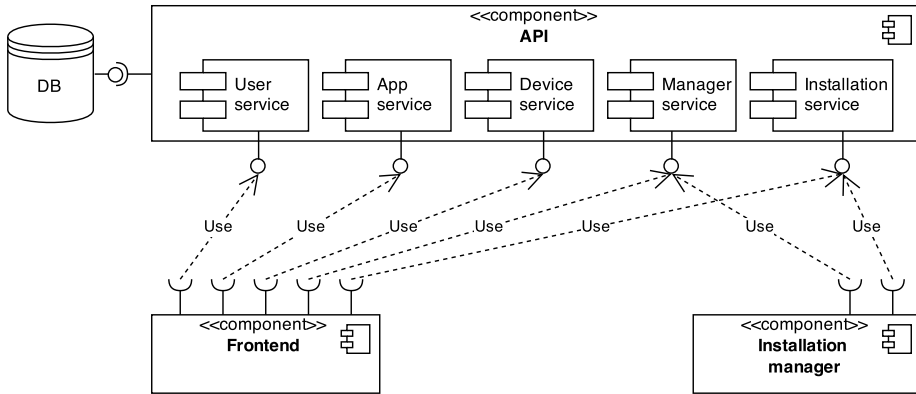 <<component>>
API
DB
User
service
App
service
Device
service
Manager
service
Installation
service
Use
Use
Use
Use
Use
Use
Use
<<component>>
Frontend
<<component>>
Installation
manager